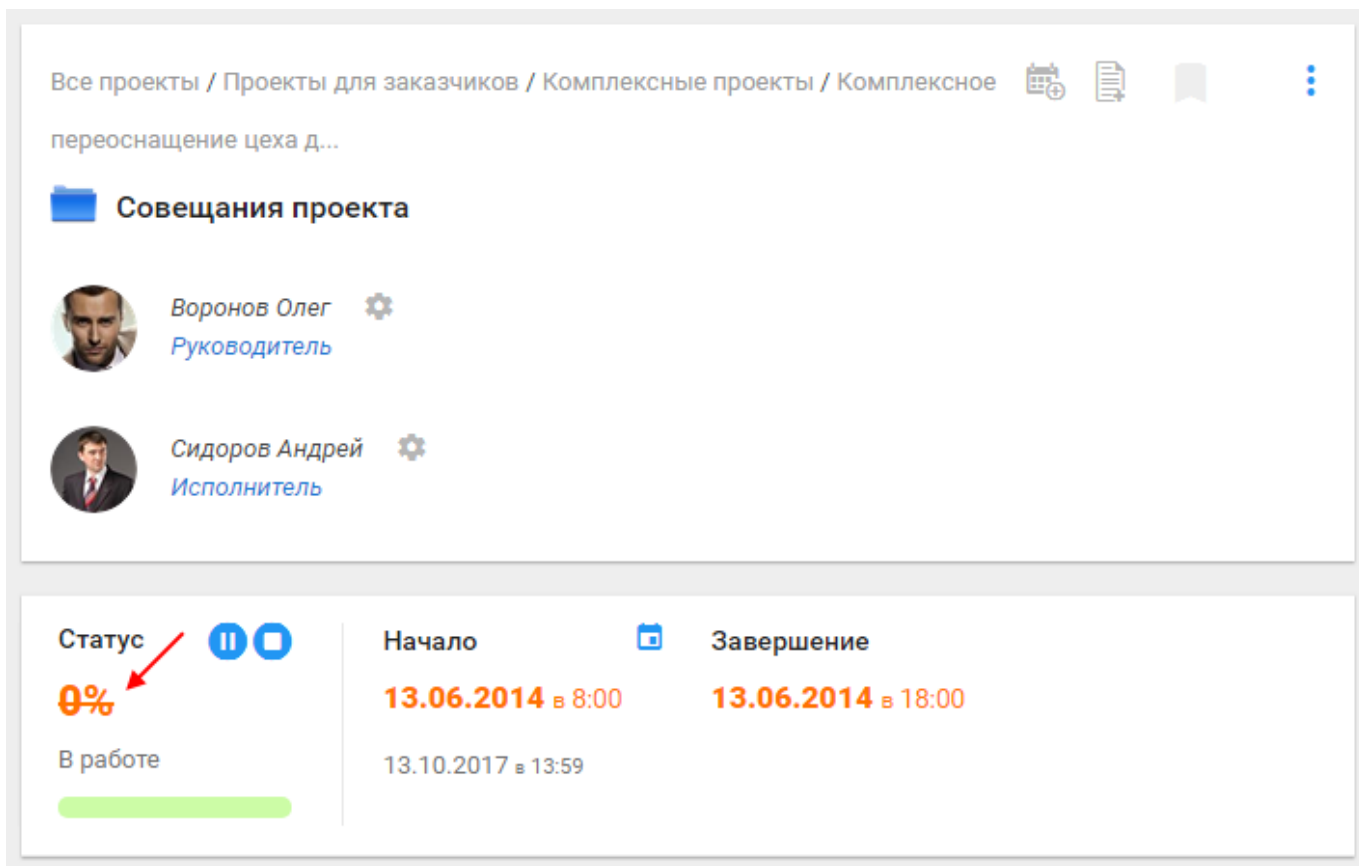 Все проекты / Проекты для заказчиков / Комплексные проекты / Комплексное
переоснащение цеха д...
Совещания проекта
Воронов Олег
Руководитель
Сидоров Андрей
Исполнитель
Статус
Начало
Завершение
0%
13.06.2014 в 8:00
13.06.2014 в 18:00
В работе
13.10.2017 в 13:59